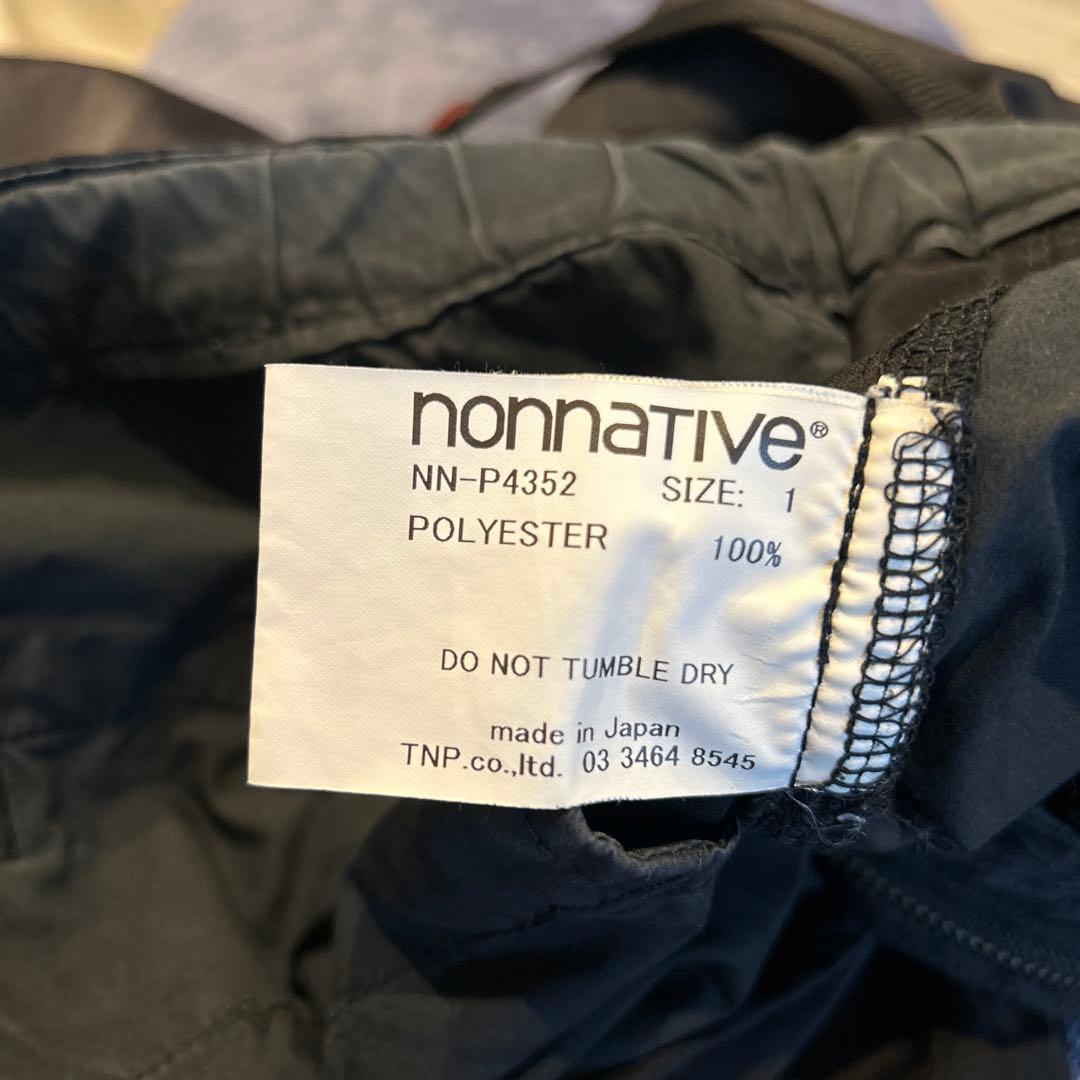 nonnaTIVe®
NN-P4352 SIZE: 1
POLYESTER 100%
DO NOT TUMBLE DRY
made in Japan
TNP.co.,ltd. 03 3464 8545